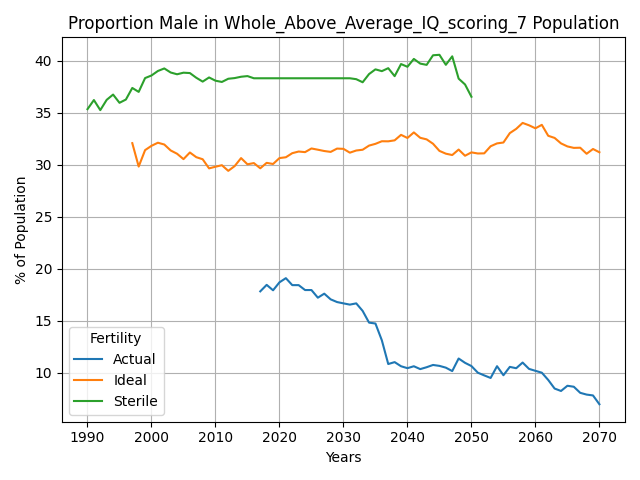 Proportion Male in Whole_Above_Average_IQ_scoring_7 Population
% of Population
40
35
30
25
20
15
10
Fertility
Actual
Ideal
Sterile
1990 2000 2010 2020 2030 2040 2050 2060 2070
Years